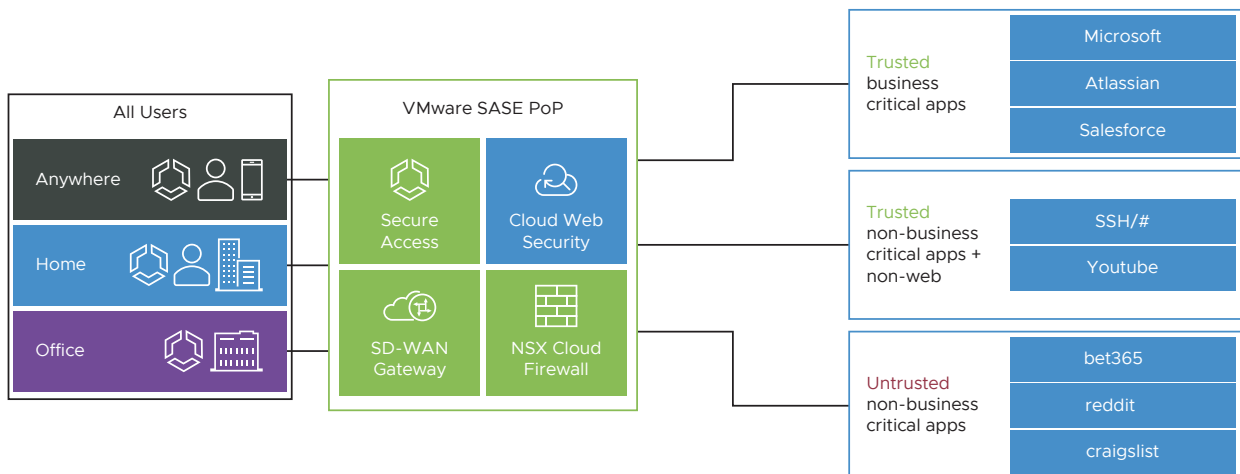 All Users
Anywhere
Home
Office
VMware SASE PoP
Secure
Access
Cloud Web
Security
SD-WAN
Gateway
NSX Cloud
Firewall
Trusted
business
critical apps
Microsoft
Atlassian
Salesforce
Trusted
non-business
critical apps +
non-web
SSH/#
Youtube
Untrusted
non-business
critical apps
bet365
reddit
craigslist